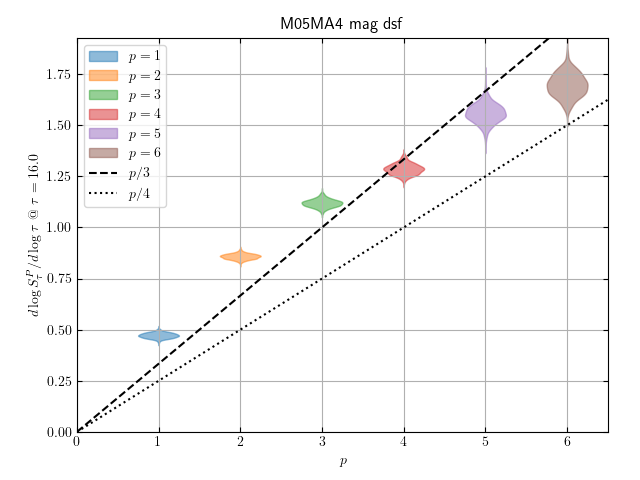 M05MA4 mag dsf
p = 1
p = 2
p = 3
p = 4
p = 5
p = 6
p/3
p/4
d log S_τ^P / d log τ @ τ = 16.0
1.75
1.50
1.25
1.00
0.75
0.50
0.25
0.00
0 1 2 3 4 5 6
p